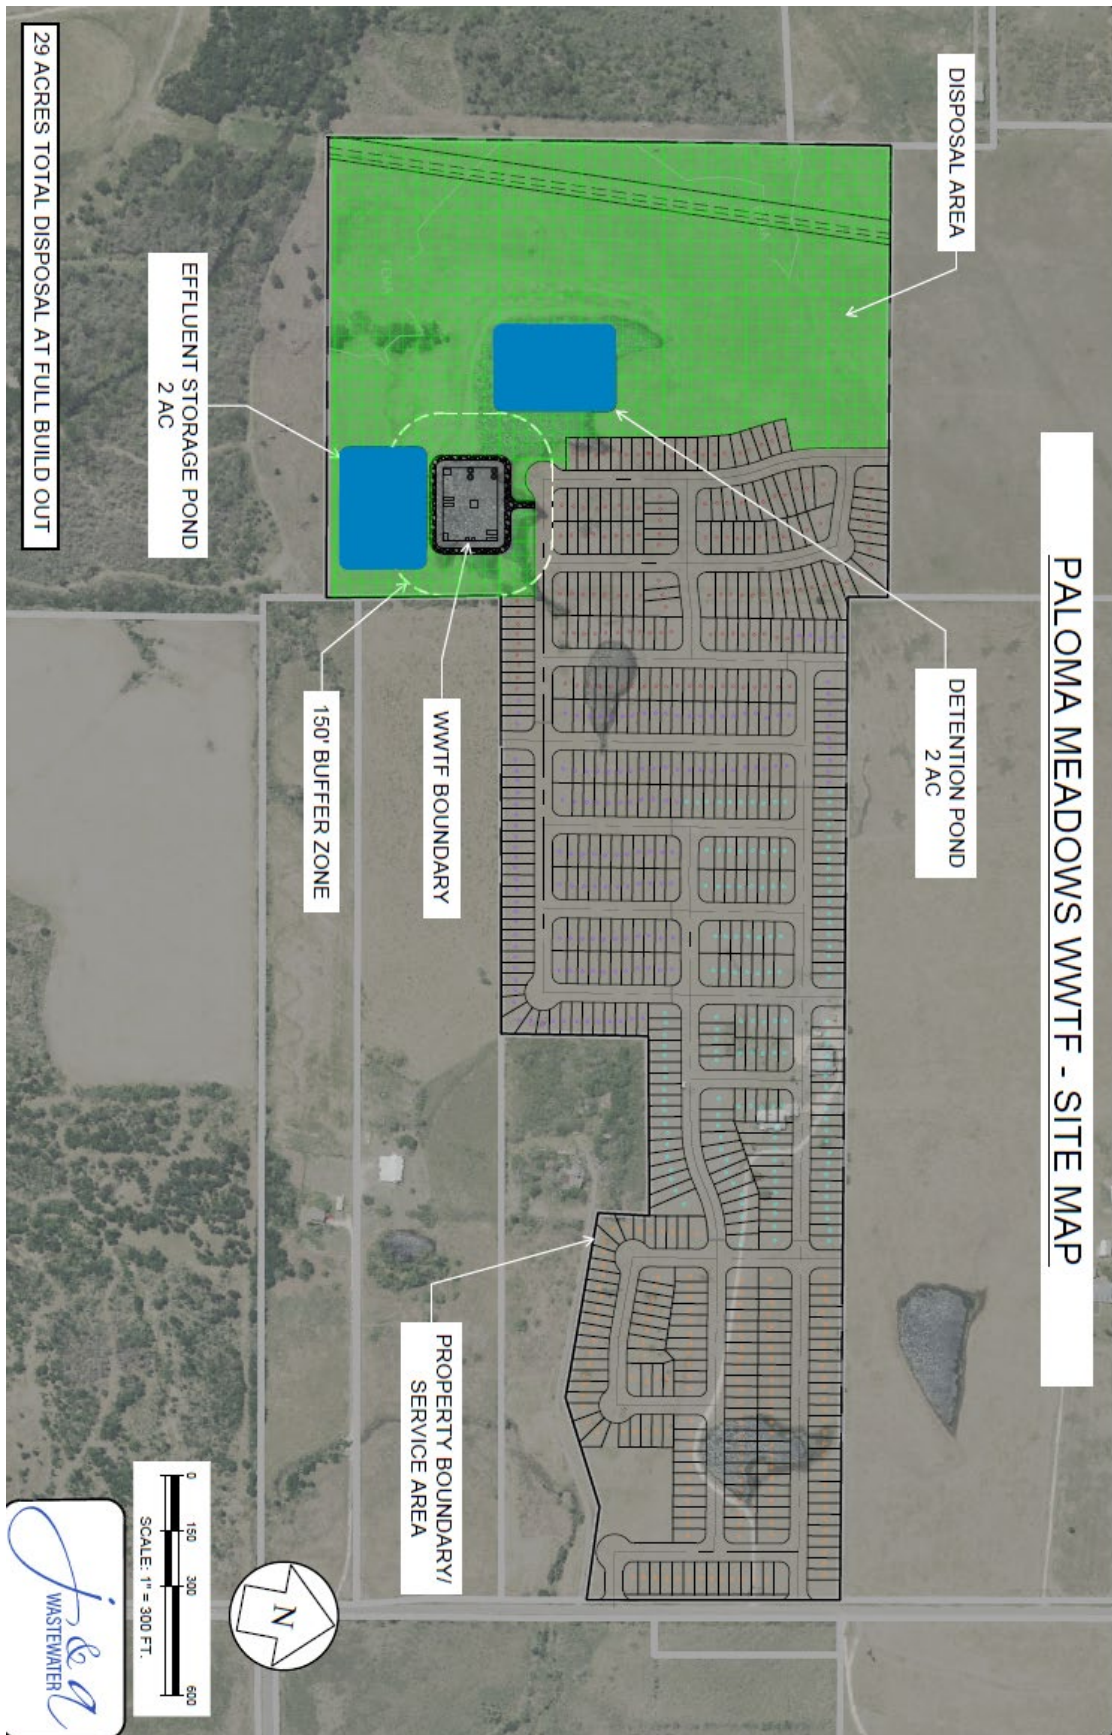 PALOMA MEADOWS WWTF - SITE MAP
DISPOSAL AREA
DETENTION POND
2 AC
WWTF BOUNDARY
150' BUFFER ZONE
PROPERTY BOUNDARY/
SERVICE AREA
EFFLUENT STORAGE POND
2 AC
29 ACRES TOTAL DISPOSAL AT FULL BUILD OUT
N
0 150 300 600
SCALE: 1" = 300 FT.
WASTEWATER